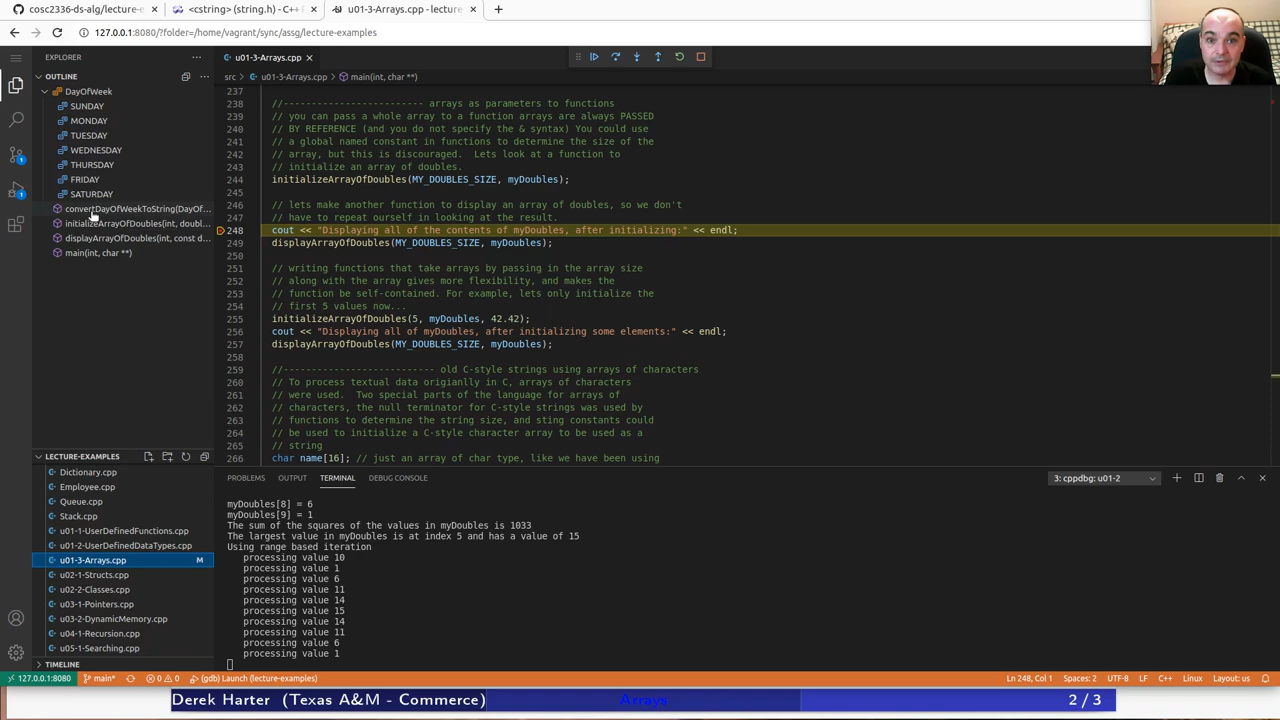 cosc2336-ds-alg/lecture-e
<cstring> (string.h) - C++ R
u01-3-Arrays.cpp - lecture-
127.0.0.1:8080/?folder=/home/vagrant/sync/assg/lecture-examples
EXPLORER
u01-3-Arrays.cpp
OUTLINE
src > u01-3-Arrays.cpp > main(int, char **)
DayOfWeek
SUNDAY
MONDAY
TUESDAY
WEDNESDAY
THURSDAY
FRIDAY
SATURDAY
convertDayOfWeekToString(DayOf...
initializeArrayOfDoubles(int, doubl...
displayArrayOfDoubles(int, const d...
main(int, char **)
237
238 //------------------------ arrays as parameters to functions
239 // you can pass a whole array to a function arrays are always PASSED
240 // BY REFERENCE (and you do not specify the & syntax) You could use
241 // a global named constant in functions to determine the size of the
242 // array, but this is discouraged.  Lets look at a function to
243 // initialize an array of doubles.
244 initializeArrayOfDoubles(MY_DOUBLES_SIZE, myDoubles);
245
246 // lets make another function to display an array of doubles, so we don't
247 // have to repeat ourself in looking at the result.
248 cout << "Displaying all of the contents of myDoubles, after initializing:" << endl;
249 displayArrayOfDoubles(MY_DOUBLES_SIZE, myDoubles);
250
251 // writing functions that take arrays by passing in the array size
252 // along with the array gives more flexibility, and makes the
253 // function be self-contained. For example, lets only initialize the
254 // first 5 values now...
255 initializeArrayOfDoubles(5, myDoubles, 42.42);
256 cout << "Displaying all of myDoubles, after initializing some elements:" << endl;
257 displayArrayOfDoubles(MY_DOUBLES_SIZE, myDoubles);
258
259 //-------------------------- old C-style strings using arrays of characters
260 // To process textual data origianlly in C, arrays of characters
261 // were used.  Two special parts of the language for arrays of
262 // characters, the null terminator for C-style strings was used by
263 // functions to determine the string size, and sting constants could
264 // be used to initialize a C-style character array to be used as a
265 // string
266 char name[16]; // just an array of char type, like we have been using
LECTURE-EXAMPLES
Dictionary.cpp
Employee.cpp
Queue.cpp
Stack.cpp
u01-1-UserDefinedFunctions.cpp
u01-2-UserDefinedDataTypes.cpp
u01-3-Arrays.cpp M
u02-1-Structs.cpp
u02-2-Classes.cpp
u03-1-Pointers.cpp
u03-2-DynamicMemory.cpp
u04-1-Recursion.cpp
u05-1-Searching.cpp
TIMELINE
PROBLEMS OUTPUT TERMINAL DEBUG CONSOLE
3: cppdbg: u01-2
myDoubles[8] = 6
myDoubles[9] = 1
The sum of the squares of the values in myDoubles is 1033
The largest value in myDoubles is at index 5 and has a value of 15
Using range based iteration
processing value 10
processing value 1
processing value 6
processing value 11
processing value 14
processing value 15
processing value 14
processing value 11
processing value 6
processing value 1
127.0.0.1:8080 main* 0 0 (gdb) Launch (lecture-examples)
Ln 248, Col 1 Spaces: 2 UTF-8 LF C++ Linux Layout: us
Derek Harter (Texas A&M - Commerce) Arrays 2 / 3